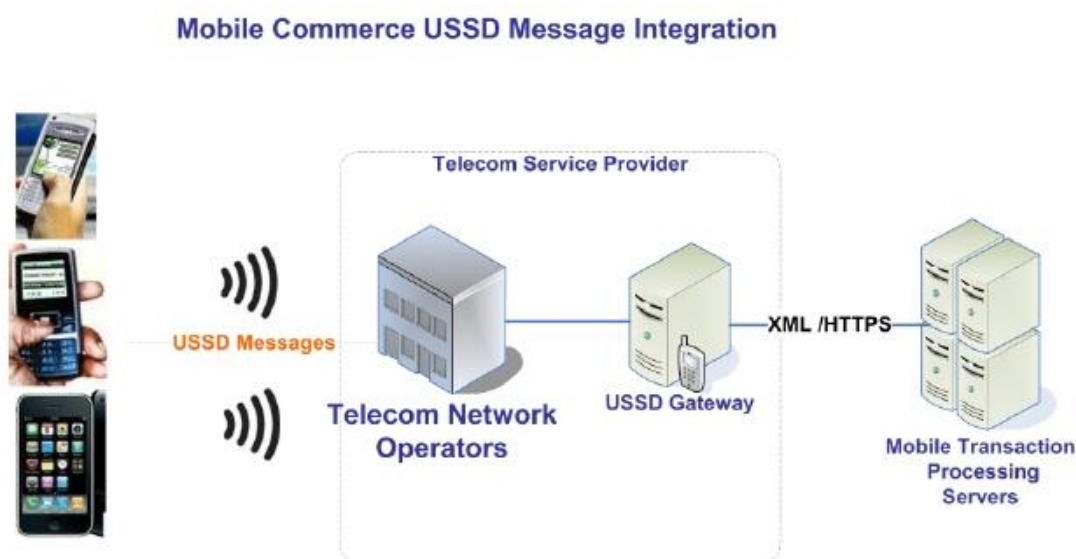 Mobile Commerce USSD Message Integration
Telecom Service Provider
USSD Messages
XML /HTTPS
Telecom Network
Operators
USSD Gateway
Mobile Transaction
Processing
Servers